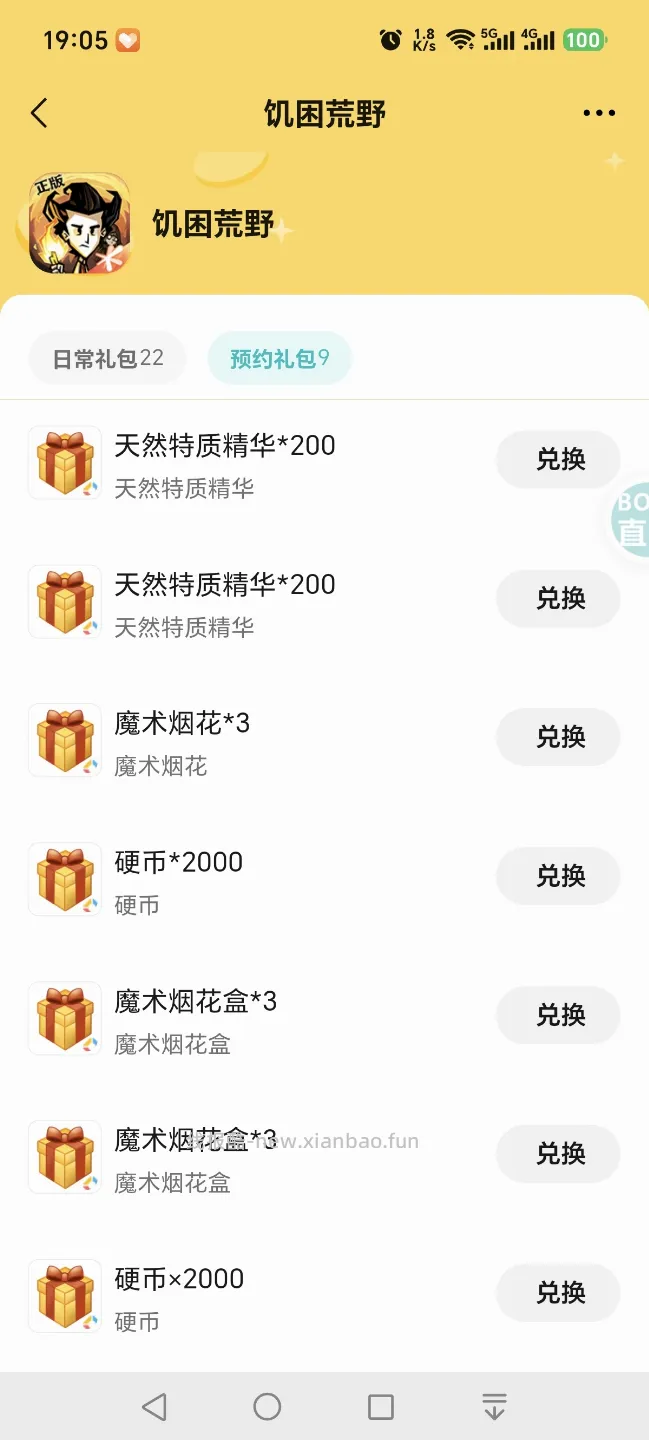 19:05
1.8
K/s
5G
4G
100
饥困荒野
正版
饥困荒野
日常礼包22
预约礼包9
天然特质精华*200
天然特质精华
兑换
BO
直
天然特质精华*200
天然特质精华
兑换
魔术烟花*3
魔术烟花
兑换
硬币*2000
硬币
兑换
魔术烟花盒*3
魔术烟花盒
兑换
魔术烟花盒*3
new.xianbao.fun
魔术烟花盒
兑换
硬币×2000
硬币
兑换